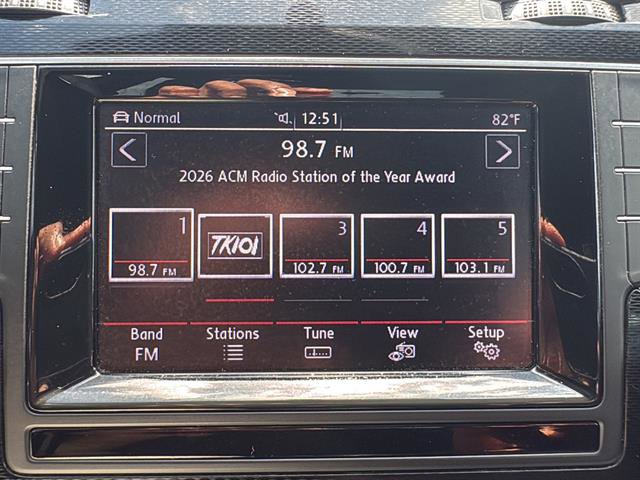 Normal 12:51 82°F
98.7 FM
2026 ACM Radio Station of the Year Award
1 3 4 5
TK101
98.7 FM 102.7 FM 100.7 FM 103.1 FM
Band Stations Tune View Setup
FM